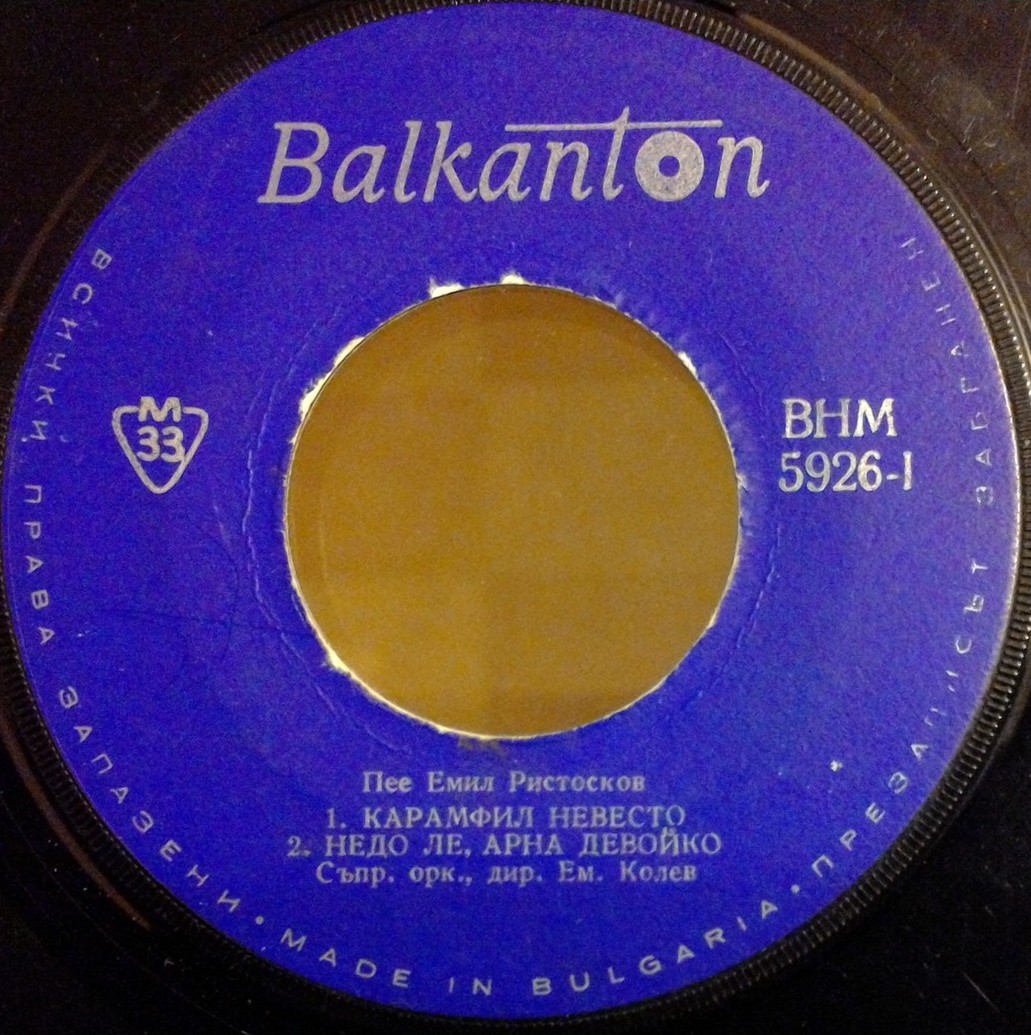 Balkanton
М
33
ВНМ
5926-I
Пее Емил Ристосков
1. КАРАМФИЛ НЕВЕСТО
2. НЕДО ЛЕ, АРНА ДЕВОЙКО
Съпр. орк., дир. Ем. Колев
ВСИЧКИ ПРАВА ЗАПАЗЕНИ • MADE IN BULGARIA • ПРЕЗАПИСЪТ ЗАБРАНЕН